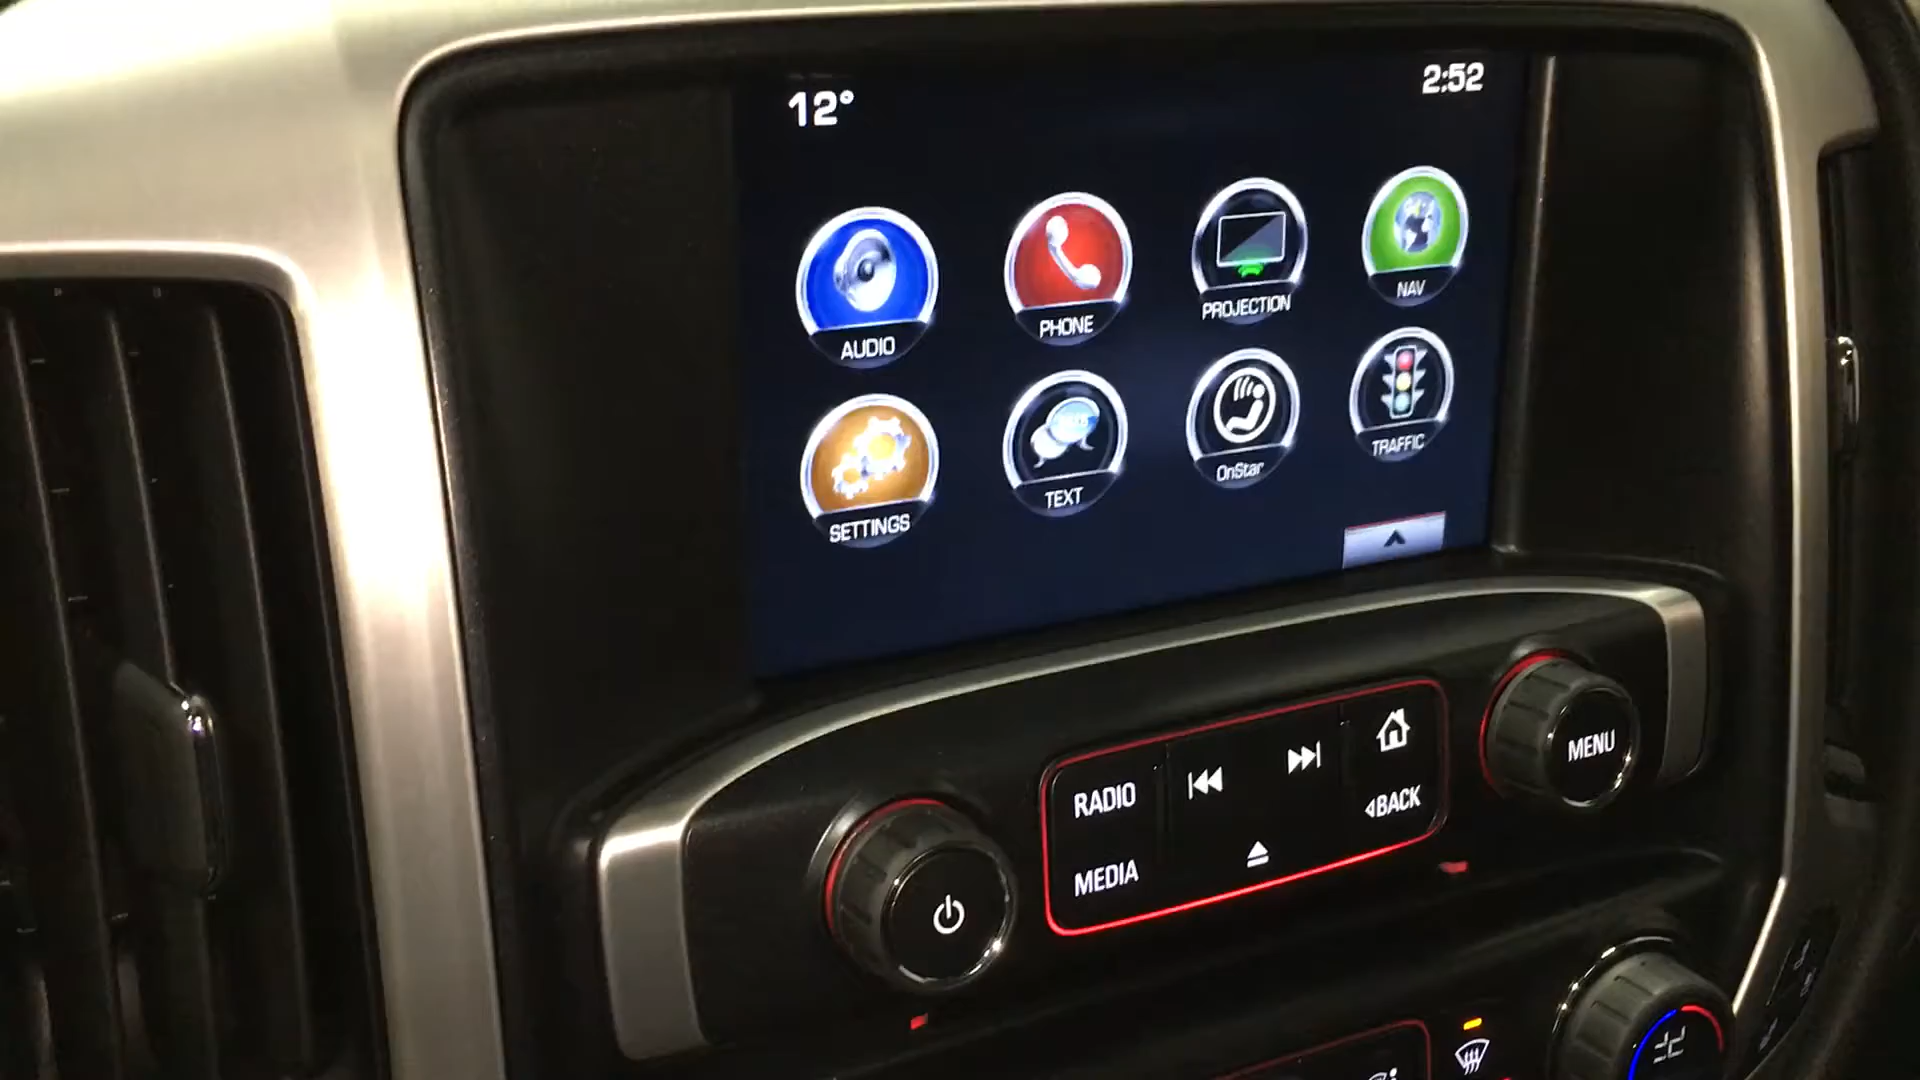 12°
2:52
AUDIO
PHONE
PROJECTION
NAV
SETTINGS
TEXT
OnStar
TRAFFIC
RADIO
MEDIA
BACK
MENU